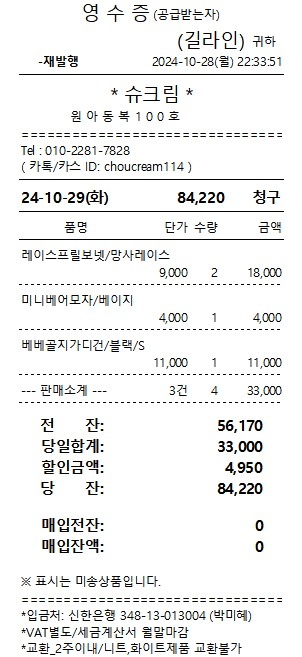 영 수 증 (공급받는자)
(길라인) 귀하
-재발행 2024-10-28(월) 22:33:51
* 슈크림 *
원 아 동 복 1 0 0 호
Tel : 010-2281-7828
( 카톡/카스 ID: choucream114 )
24-10-29(화) 84,220 청구
품명 단가 수량 금액
레이스프릴보넷/망사레이스
9,000 2 18,000
미니베어모자/베이지
4,000 1 4,000
베베골지가디건/블랙/S
11,000 1 11,000
--- 판매소계 --- 3건 4 33,000
전 잔: 56,170
당일합계: 33,000
할인금액: 4,950
당 잔: 84,220
매입전잔: 0
매입잔액: 0
※ 표시는 미송상품입니다.
*입금처: 신한은행 348-13-013004 (박미혜)
*VAT별도/세금계산서 월말마감
*교환_2주이내/니트,화이트제품 교환불가